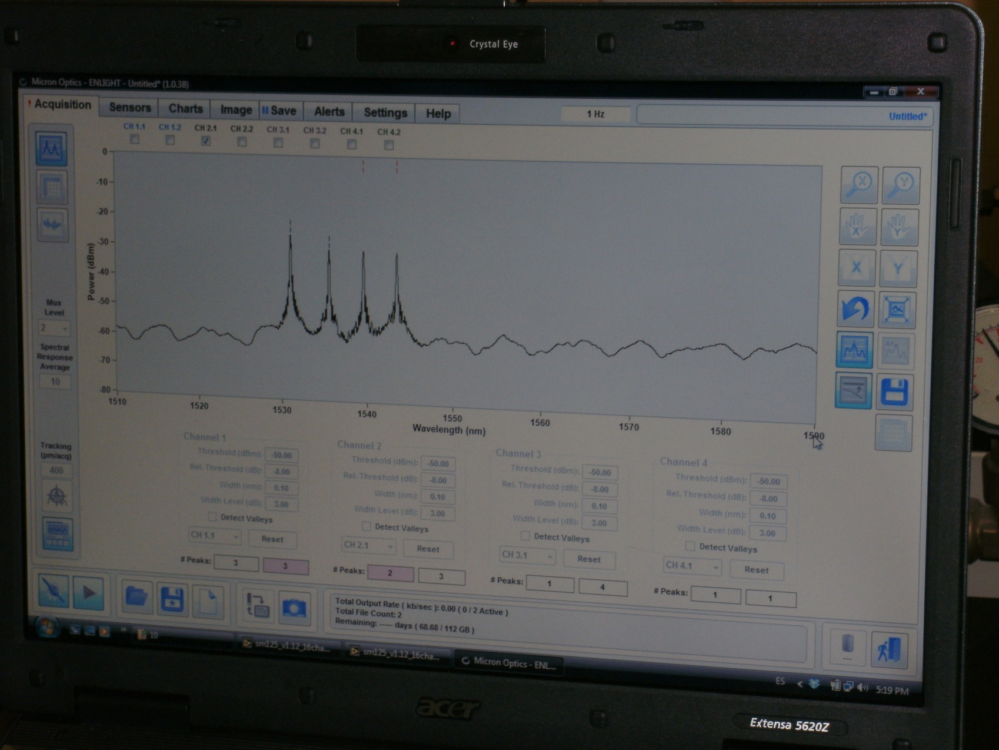 Crystal Eye
Micron Optics - ENLIGHT - Untitled* (1.0.38)
! Acquisition Sensors Charts Image Save Alerts Settings Help 1 Hz Untitled*
CH 1.1 CH 1.2 CH 2.1 CH 2.2 CH 3.1 CH 3.2 CH 4.1 CH 4.2
0
-10
-20
-30
-40
-50
-60
-70
-80
Power (dBm)
1510 1520 1530 1540 1550 1560 1570 1580 1590
Wavelength (nm)
X Y
X Y
X Y
Mux
Level
2
Spectral
Response
Average
10
Tracking
(pm/acq)
400
Channel 1
Threshold (dBm): -50.00
Rel. Threshold (dB): -8.00
Width (nm): 0.10
Width Level (dB): 3.00
Detect Valleys
CH 1.1 Reset
# Peaks: 3 3
Channel 2
Threshold (dBm): -50.00
Rel. Threshold (dB): -8.00
Width (nm): 0.10
Width Level (dB): 3.00
Detect Valleys
CH 2.1 Reset
# Peaks: 2 3
Channel 3
Threshold (dBm): -50.00
Rel. Threshold (dB): -8.00
Width (nm): 0.10
Width Level (dB): 3.00
Detect Valleys
CH 3.1 Reset
# Peaks: 1 4
Channel 4
Threshold (dBm): -50.00
Rel. Threshold (dB): -8.00
Width (nm): 0.10
Width Level (dB): 3.00
Detect Valleys
CH 4.1 Reset
# Peaks: 1 1
Total Output Rate ( kb/sec ): 0.00 ( 0 / 2 Active )
Total File Count: 2
Remaining: ----- days ( 68.68 / 112 GB )
10 sm125_v1.12_16cha... sm125_v1.12_16cha... Micron Optics - ENL... ES 5:19 PM
acer
Extensa 5620Z
20